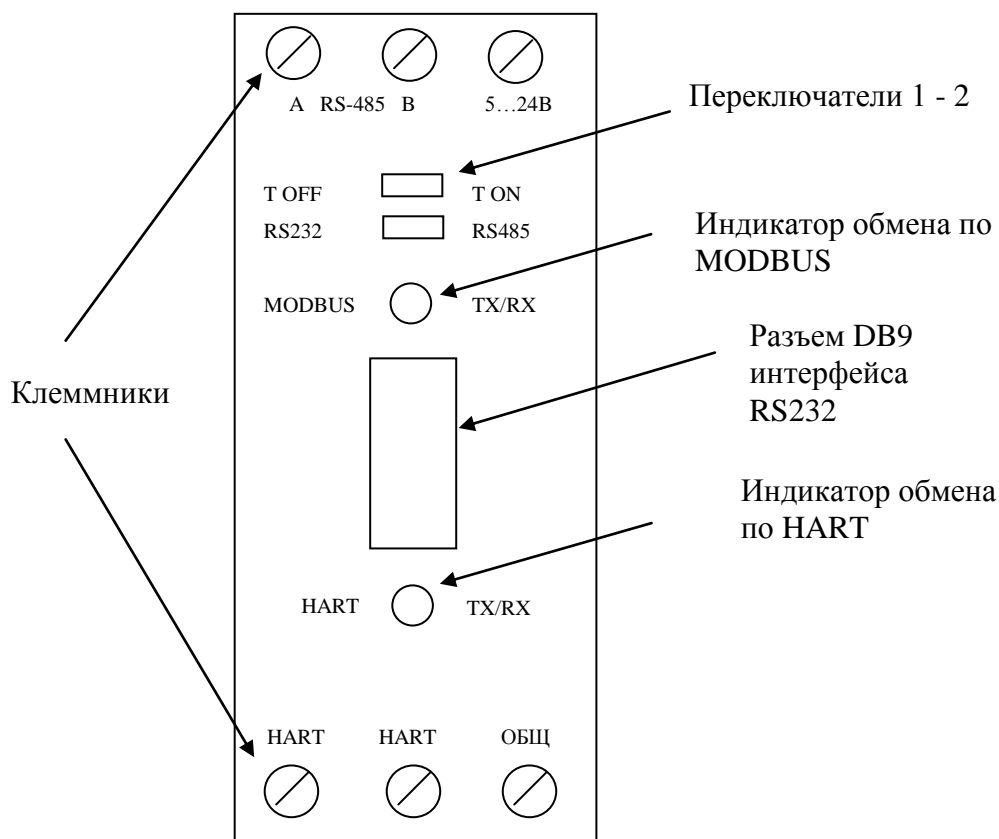 A RS-485 B 5…24В
Переключатели 1 - 2
T OFF T ON
RS232 RS485
Индикатор обмена по
MODBUS
MODBUS TX/RX
Разъем DB9
интерфейса
RS232
Клеммники
Индикатор обмена
по HART
HART TX/RX
HART HART ОБЩ